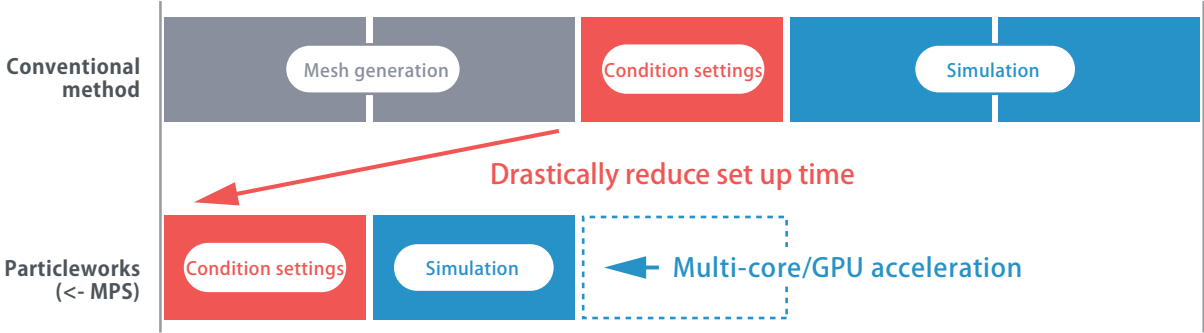 Conventional
method
Mesh generation
Condition settings
Simulation
Drastically reduce set up time
Particleworks
(<- MPS)
Condition settings
Simulation
Multi-core/GPU acceleration